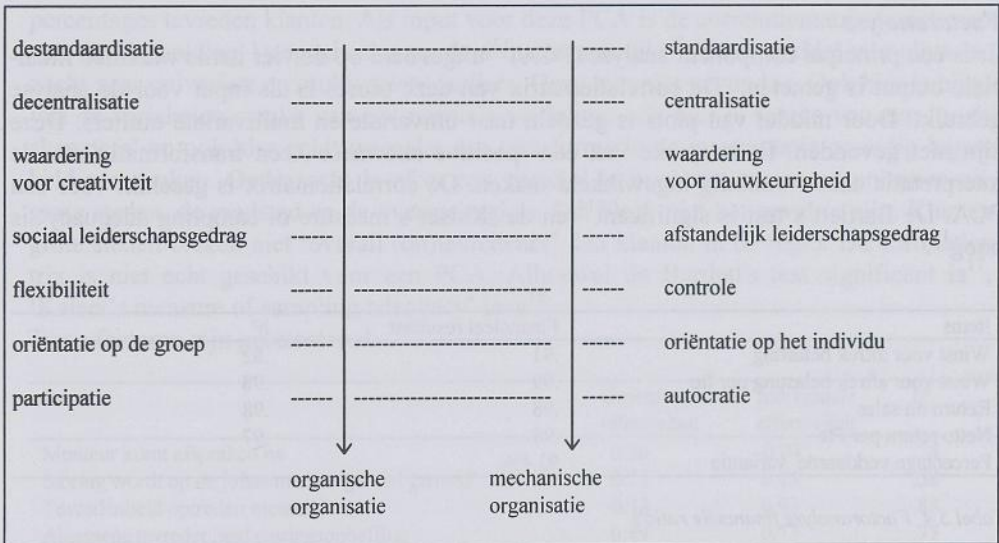 destandaardisatie ----- ---------------------- ----- standaardisatie
decentralisatie ----- ---------------------- ----- centralisatie
waardering ----- ---------------------- ----- waardering
voor creativiteit voor nauwkeurigheid
sociaal leiderschapsgedrag ----- ---------------------- ----- afstandelijk leiderschapsgedrag
flexibiliteit ----- ---------------------- ----- controle
oriëntatie op de groep ----- ---------------------- ----- oriëntatie op het individu
participatie ----- ---------------------- ----- autocratie
organische mechanische
organisatie organisatie